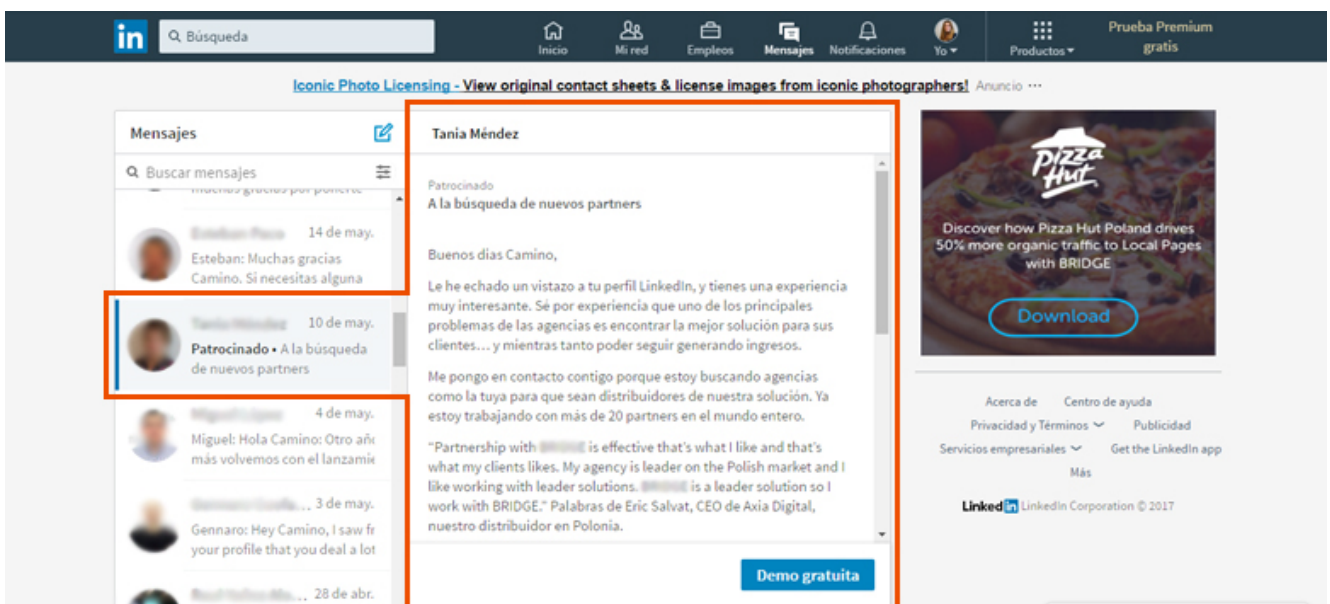 in
Búsqueda
Inicio
Mi red
Empleos
Mensajes
Notificaciones
Yo
Productos
Prueba Premium
gratis
Iconic Photo Licensing - View original contact sheets & license images from iconic photographers! Anuncio ...
Mensajes
Buscar mensajes
muchas gracias por ponerte
14 de may.
Esteban: Muchas gracias
Camino. Si necesitas alguna
10 de may.
Patrocinado • A la búsqueda
de nuevos partners
4 de may.
Miguel: Hola Camino: Otro año
más volvemos con el lanzamie
... 3 de may.
Gennaro: Hey Camino, I saw fr
your profile that you deal a lot
... 28 de abr.
Tania Méndez
Patrocinado
A la búsqueda de nuevos partners
Buenos dias Camino,
Le he echado un vistazo a tu perfil LinkedIn, y tienes una experiencia
muy interesante. Sé por experiencia que uno de los principales
problemas de las agencias es encontrar la mejor solución para sus
clientes... y mientras tanto poder seguir generando ingresos.
Me pongo en contacto contigo porque estoy buscando agencias
como la tuya para que sean distribuidores de nuestra solución. Ya
estoy trabajando con más de 20 partners en el mundo entero.
"Partnership with is effective that's what I like and that's
what my clients likes. My agency is leader on the Polish market and I
like working with leader solutions. is a leader solution so I
work with BRIDGE." Palabras de Eric Salvat, CEO de Axia Digital,
nuestro distribuidor en Polonia.
Demo gratuita
Pizza
Hut
Discover how Pizza Hut Poland drives
50% more organic traffic to Local Pages
with BRIDGE
Download
Acerca de Centro de ayuda
Privacidad y Términos Publicidad
Servicios empresariales Get the LinkedIn app
Más
Linked in LinkedIn Corporation © 2017